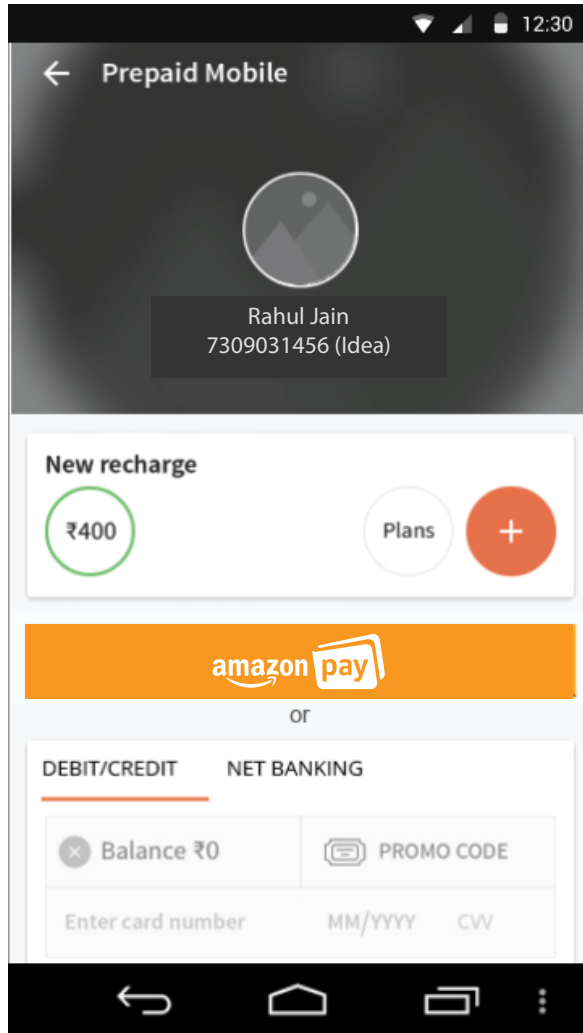 12:30
Prepaid Mobile
Rahul Jain
7309031456 (Idea)
New recharge
₹400 Plans +
amazon pay
or
DEBIT/CREDIT NET BANKING
Balance ₹0 PROMO CODE
Enter card number MM/YYYY CVV